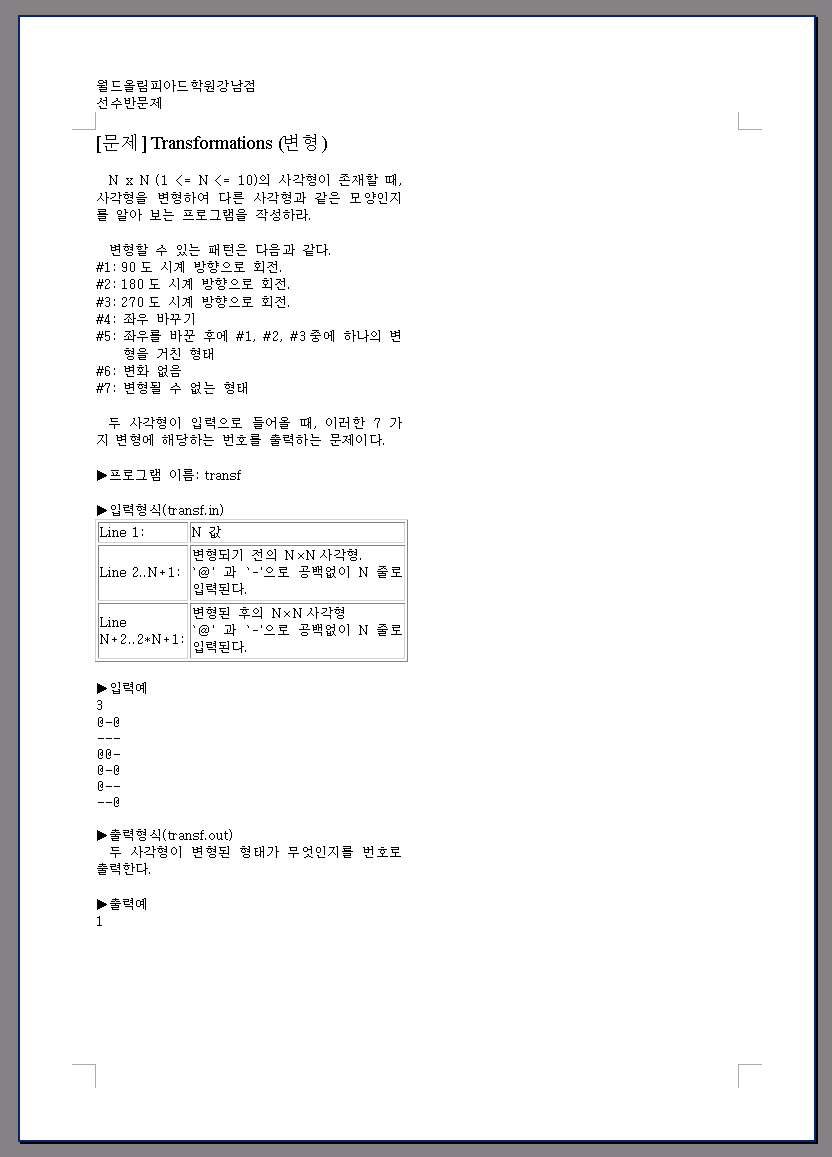 월드올림피아드학원강남점
선수반문제
[문제] Transformations (변형)
N x N (1 <= N <= 10)의 사각형이 존재할 때,
사각형을 변형하여 다른 사각형과 같은 모양인지
를 알아 보는 프로그램을 작성하라.
변형할 수 있는 패턴은 다음과 같다.
#1: 90도 시계 방향으로 회전.
#2: 180도 시계 방향으로 회전.
#3: 270도 시계 방향으로 회전.
#4: 좌우 바꾸기
#5: 좌우를 바꾼 후에 #1, #2, #3중에 하나의 변
형을 거친 형태
#6: 변화 없음
#7: 변형될 수 없는 형태
두 사각형이 입력으로 들어올 때, 이러한 7 가
지 변형에 해당하는 번호를 출력하는 문제이다.
▶프로그램 이름: transf
▶입력형식(transf.in)
Line 1: N 값
변형되기 전의 N×N사각형.
Line 2..N+1: `@' 과 `-'으로 공백없이 N 줄로
입력된다.
변형된 후의 N×N사각형
Line
N+2..2*N+1: `@' 과 `-'으로 공백없이 N 줄로
입력된다.
▶입력예
3
@-@
---
@@-
@-@
@--
--@
▶출력형식(transf.out)
두 사각형이 변형된 형태가 무엇인지를 번호로
출력한다.
▶출력예
1